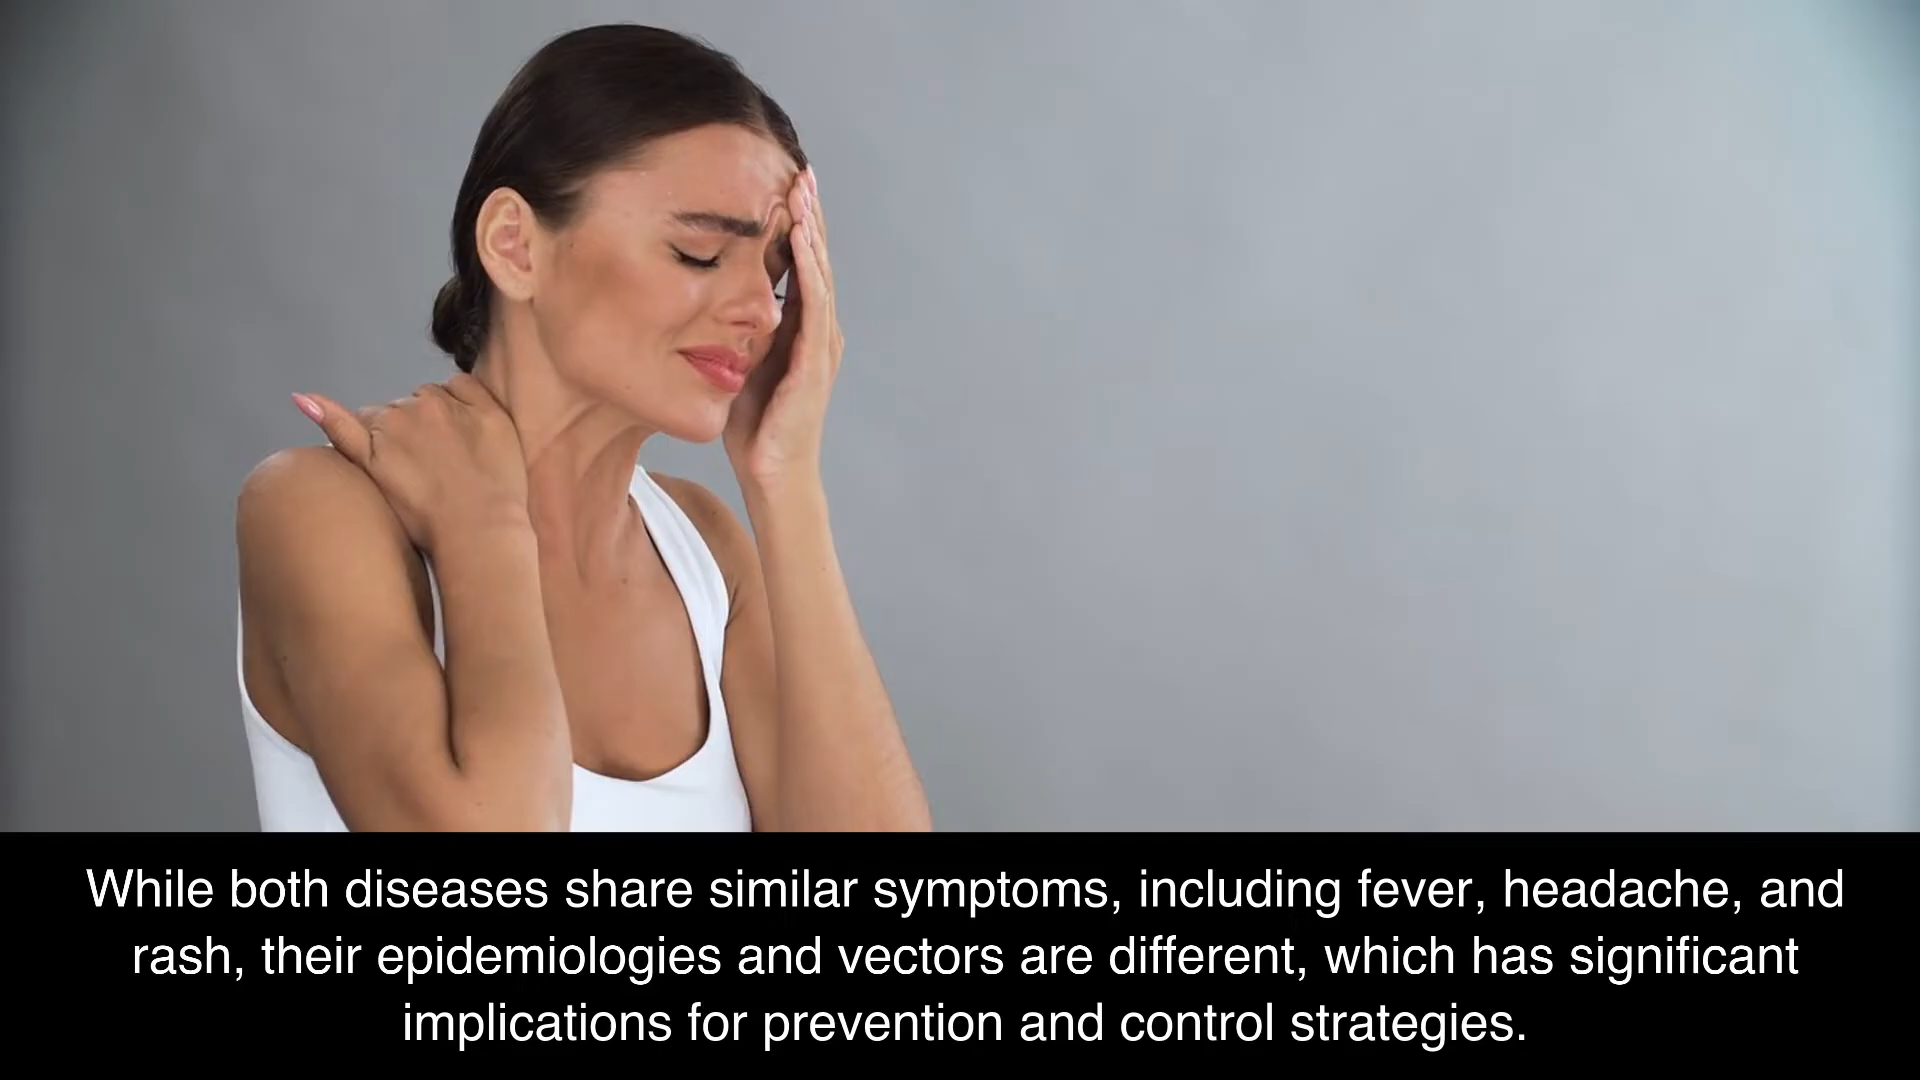 While both diseases share similar symptoms, including fever, headache, and
rash, their epidemiologies and vectors are different, which has significant
implications for prevention and control strategies.